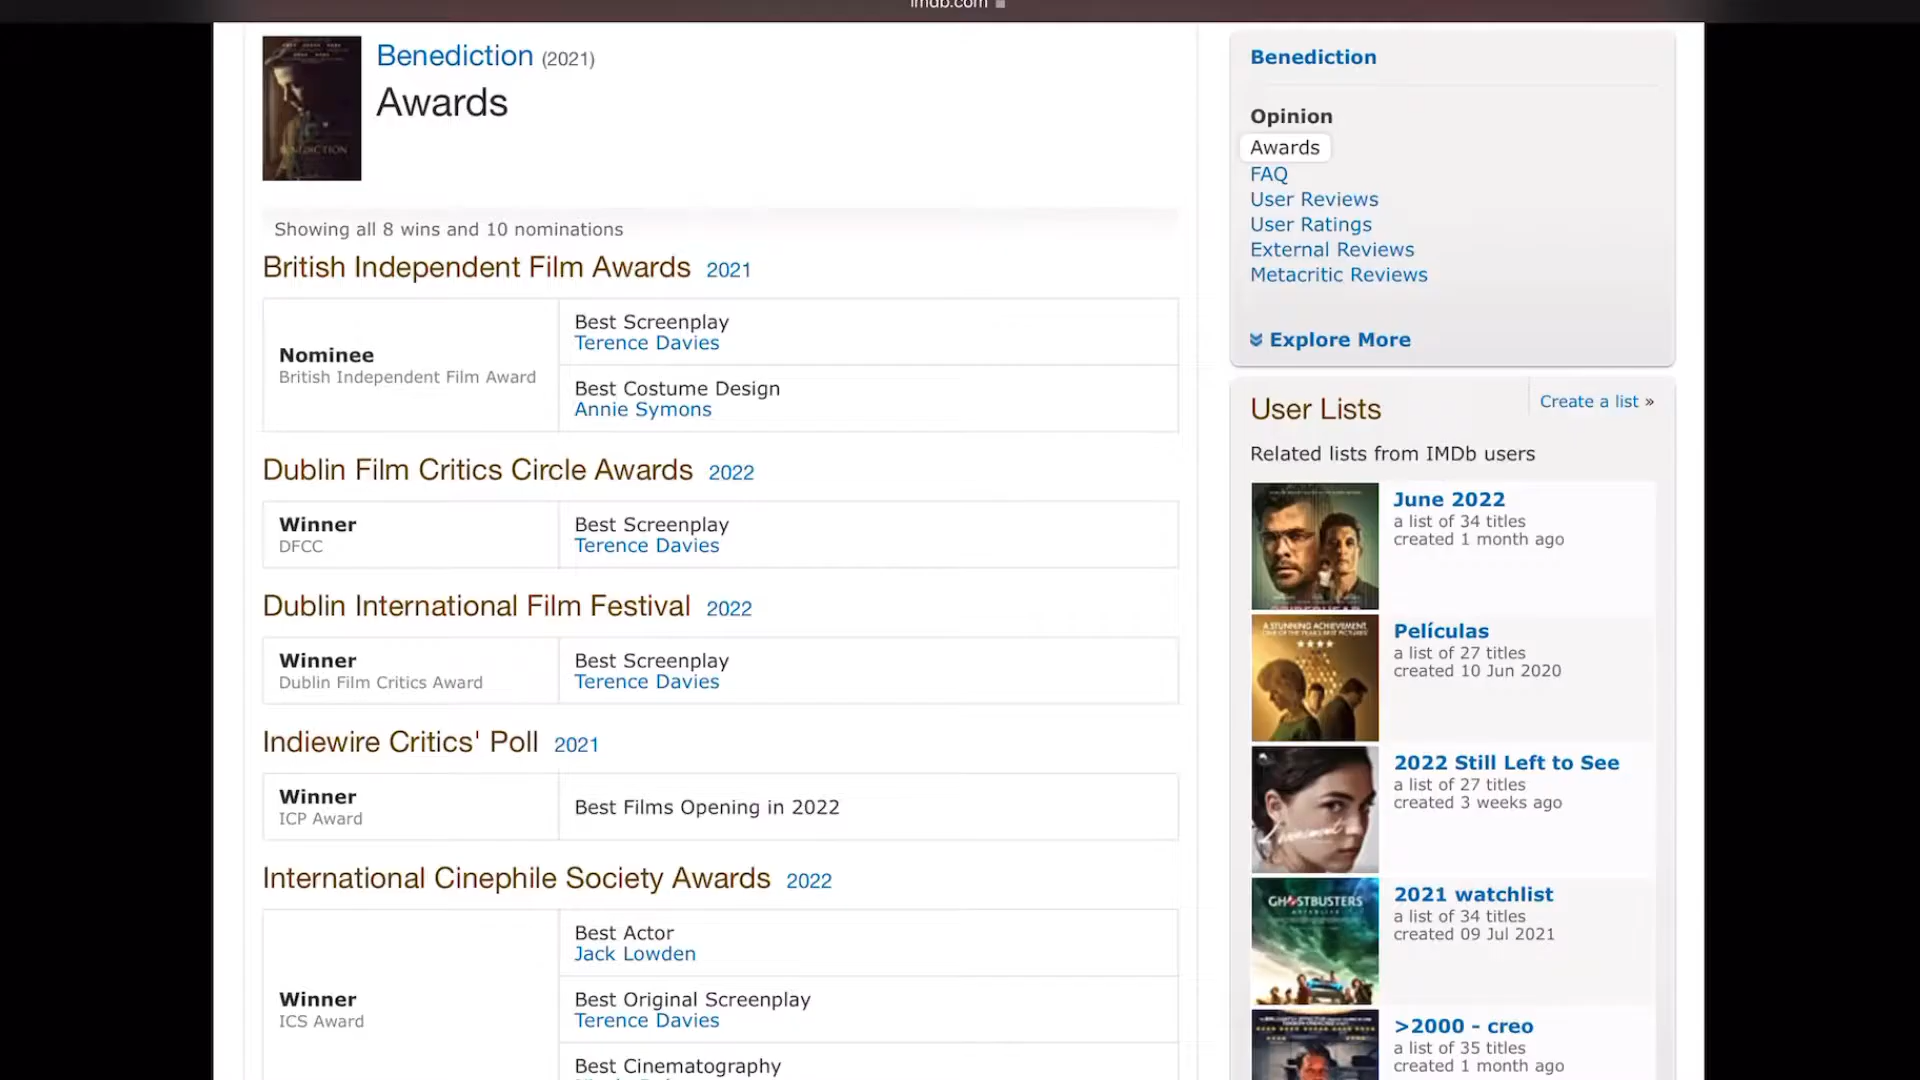 imdb.com
Benediction (2021)
Awards
BENEDICTION
Showing all 8 wins and 10 nominations
British Independent Film Awards 2021
Nominee
British Independent Film Award
Best Screenplay
Terence Davies
Best Costume Design
Annie Symons
Dublin Film Critics Circle Awards 2022
Winner
DFCC
Best Screenplay
Terence Davies
Dublin International Film Festival 2022
Winner
Dublin Film Critics Award
Best Screenplay
Terence Davies
Indiewire Critics' Poll 2021
Winner
ICP Award
Best Films Opening in 2022
International Cinephile Society Awards 2022
Winner
ICS Award
Best Actor
Jack Lowden
Best Original Screenplay
Terence Davies
Best Cinematography
Benediction
Opinion
Awards
FAQ
User Reviews
User Ratings
External Reviews
Metacritic Reviews
Explore More
User Lists
Create a list »
Related lists from IMDb users
June 2022
a list of 34 titles
created 1 month ago
A STUNNING ACHIEVEMENT.
Películas
a list of 27 titles
created 10 Jun 2020
2022 Still Left to See
a list of 27 titles
created 3 weeks ago
GHOSTBUSTERS
2021 watchlist
a list of 34 titles
created 09 Jul 2021
>2000 - creo
a list of 35 titles
created 1 month ago